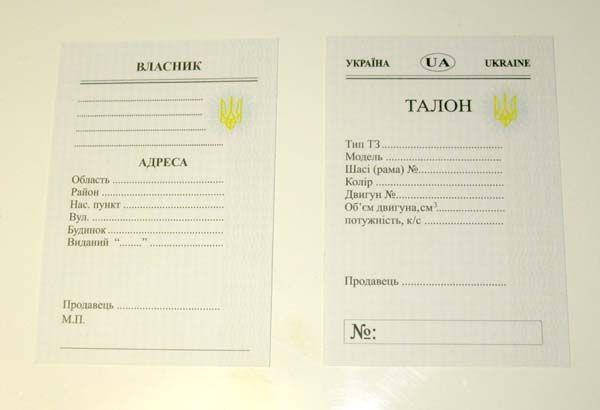 ВЛАСНИК
................................................
................................................
................................................
................................................
АДРЕСА
Область ........................................
Район ........................................
Нас. пункт ........................................
Вул. ........................................
Будинок ........................................
Виданий “.......” ........................................
Продавець ........................................
М.П.
УКРАЇНА UA UKRAINE
ТАЛОН
Тип ТЗ........................................
Модель ........................................
Шасі (рама) №........................................
Колір ........................................
Двигун №........................................
Об’єм двигуна,см³........................................
потужність, к/с ........................................
Продавець ........................................
№: